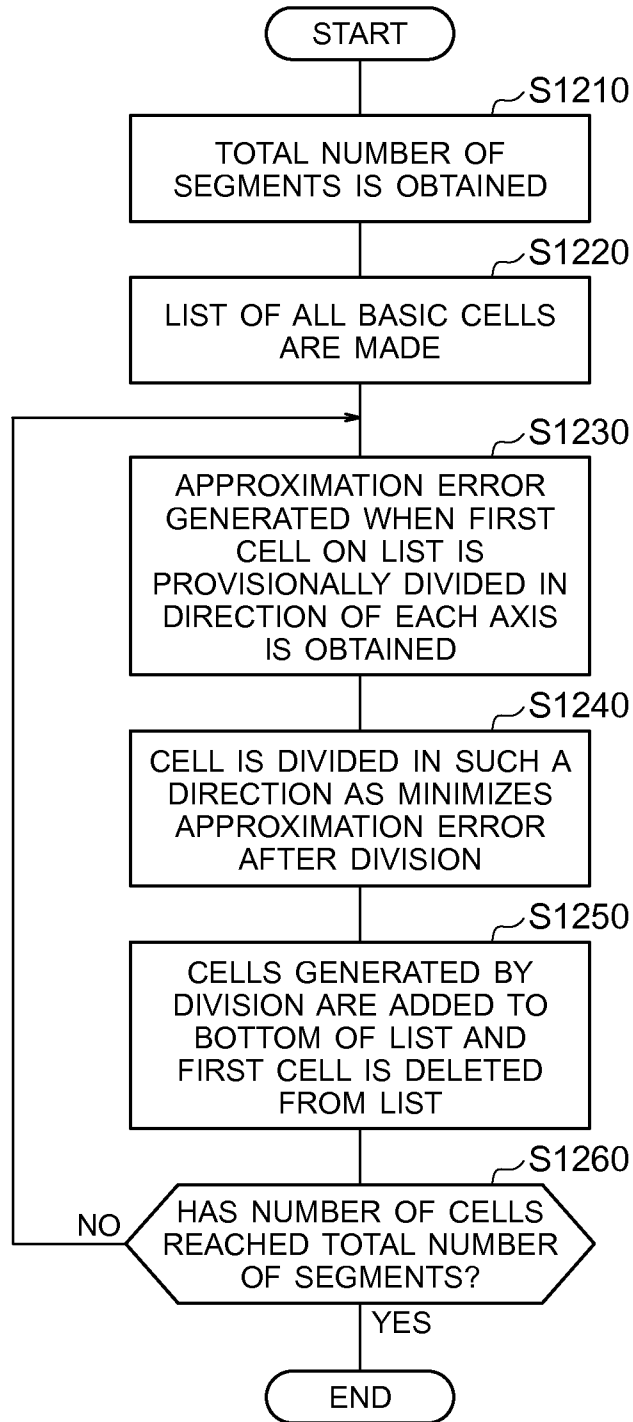 START
S1210
TOTAL NUMBER OF
SEGMENTS IS OBTAINED
S1220
LIST OF ALL BASIC CELLS
ARE MADE
S1230
APPROXIMATION ERROR
GENERATED WHEN FIRST
CELL ON LIST IS
PROVISIONALLY DIVIDED IN
DIRECTION OF EACH AXIS
IS OBTAINED
S1240
CELL IS DIVIDED IN SUCH A
DIRECTION AS MINIMIZES
APPROXIMATION ERROR
AFTER DIVISION
S1250
CELLS GENERATED BY
DIVISION ARE ADDED TO
BOTTOM OF LIST AND
FIRST CELL IS DELETED
FROM LIST
S1260
HAS NUMBER OF CELLS
REACHED TOTAL NUMBER
OF SEGMENTS?
NO
YES
END